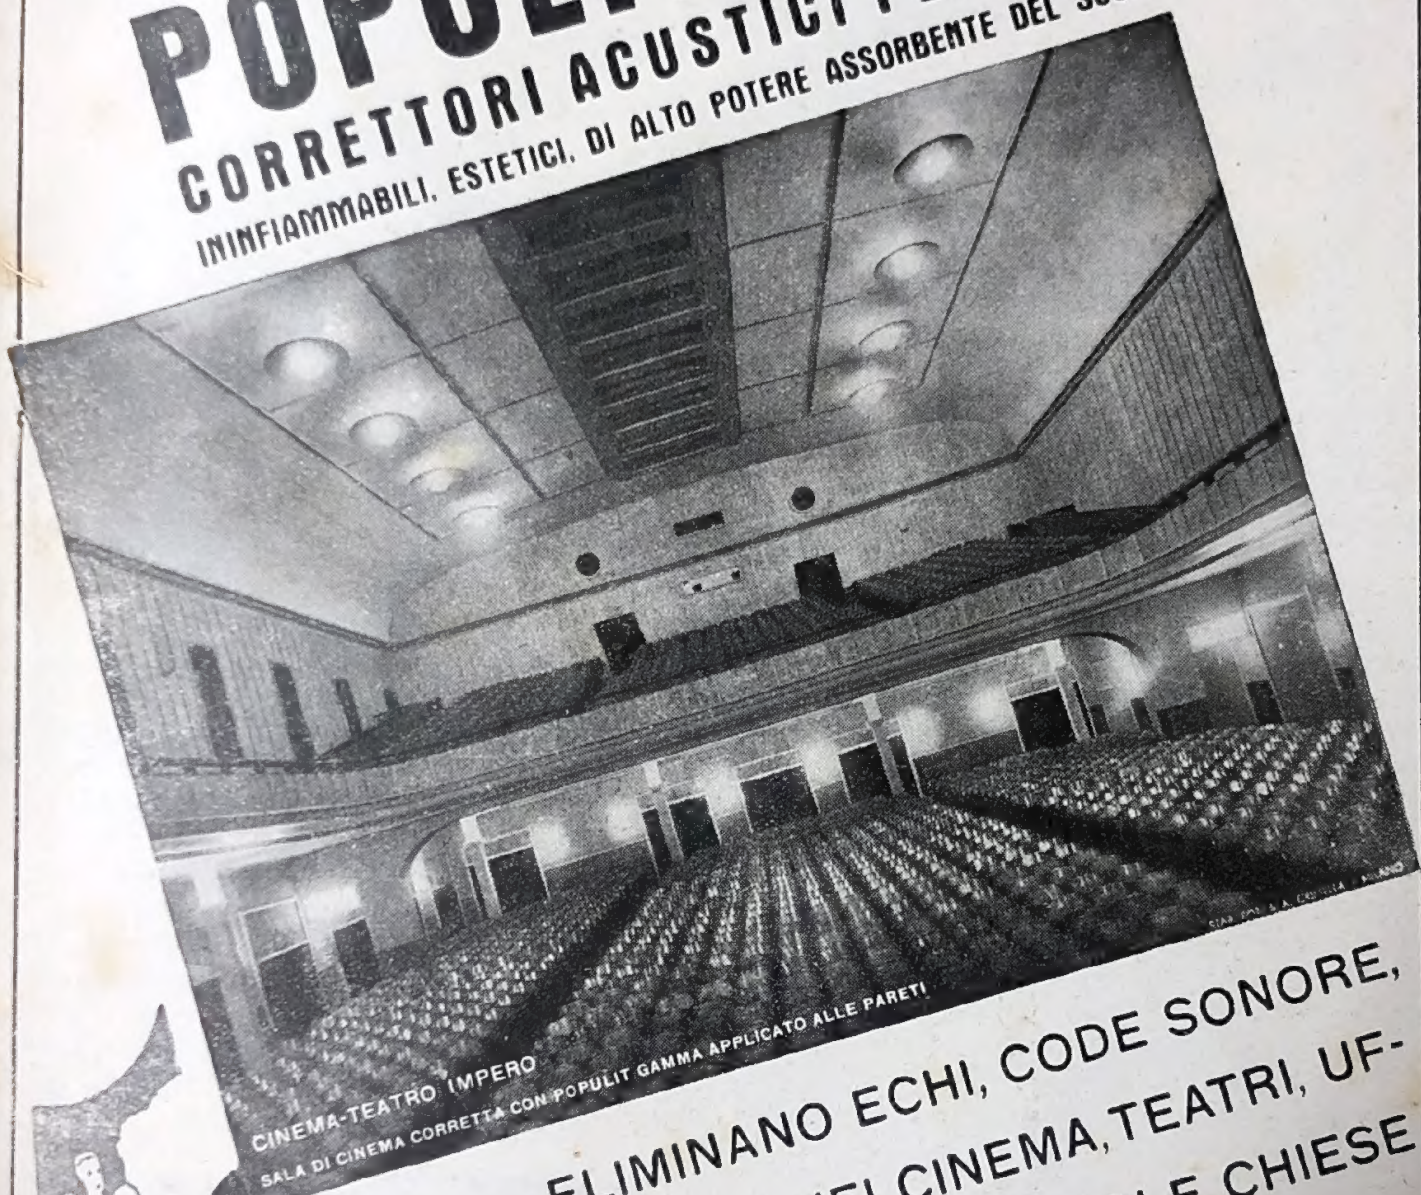 CORRETTORI ACUSTICI
ININFIAMMABILI, ESTETICI, DI ALTO POTERE ASSORBENTE DEL
MILANO
CINEMA-TEATRO IMPERO
SALA DI CINEMA CORRETTA CON POPULIT GAMMA APPLICATO ALLE PARETI
ELIMINANO ECHI, CODE SONORE,
CINEMA, TEATRI, UF-
CHIESE